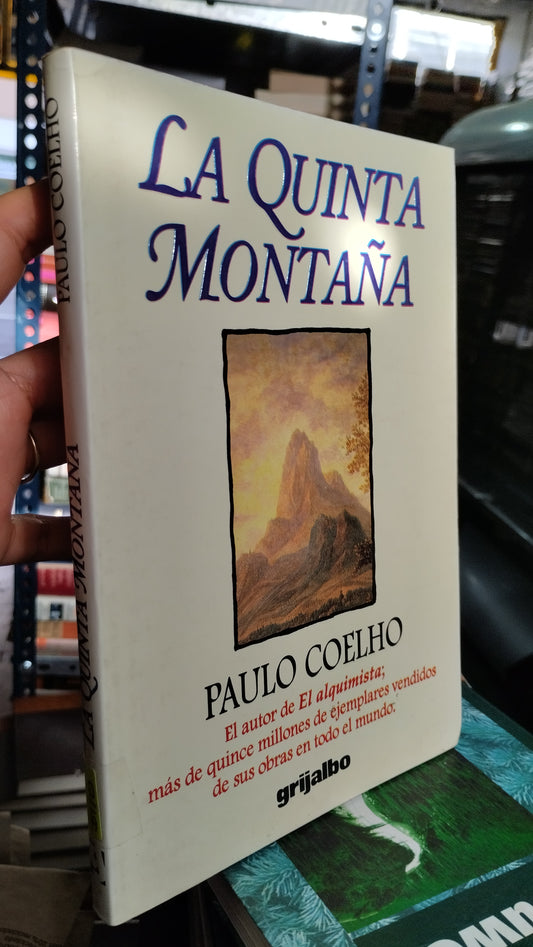 LA QUINTA
MONTAÑA
PAULO COELHO
El autor de El alquimista;
más de quince millones de ejemplares vendidos
de sus obras en todo el mundo;
grijalbo
PAULO COELHO
LA QUINTA MONTAÑA